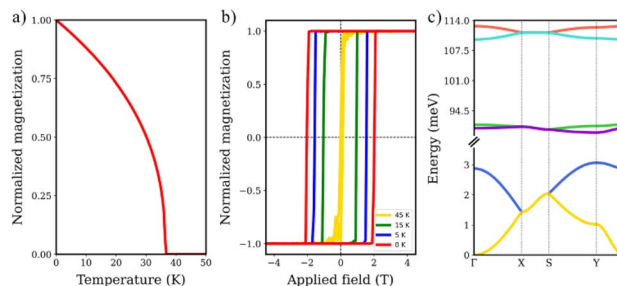 a)
Normalized magnetization
1.00
0.75
0.50
0.25
0.00
0 10 20 30 40 50
Temperature (K)
b)
Normalized magnetization
1.0
0.5
0.0
−0.5
−1.0
−4 −2 0 2 4
Applied field (T)
45 K
15 K
5 K
0 K
c)
Energy (meV)
114.0
107.5
101.0
94.5
3
2
1
0
Γ X S Y Γ